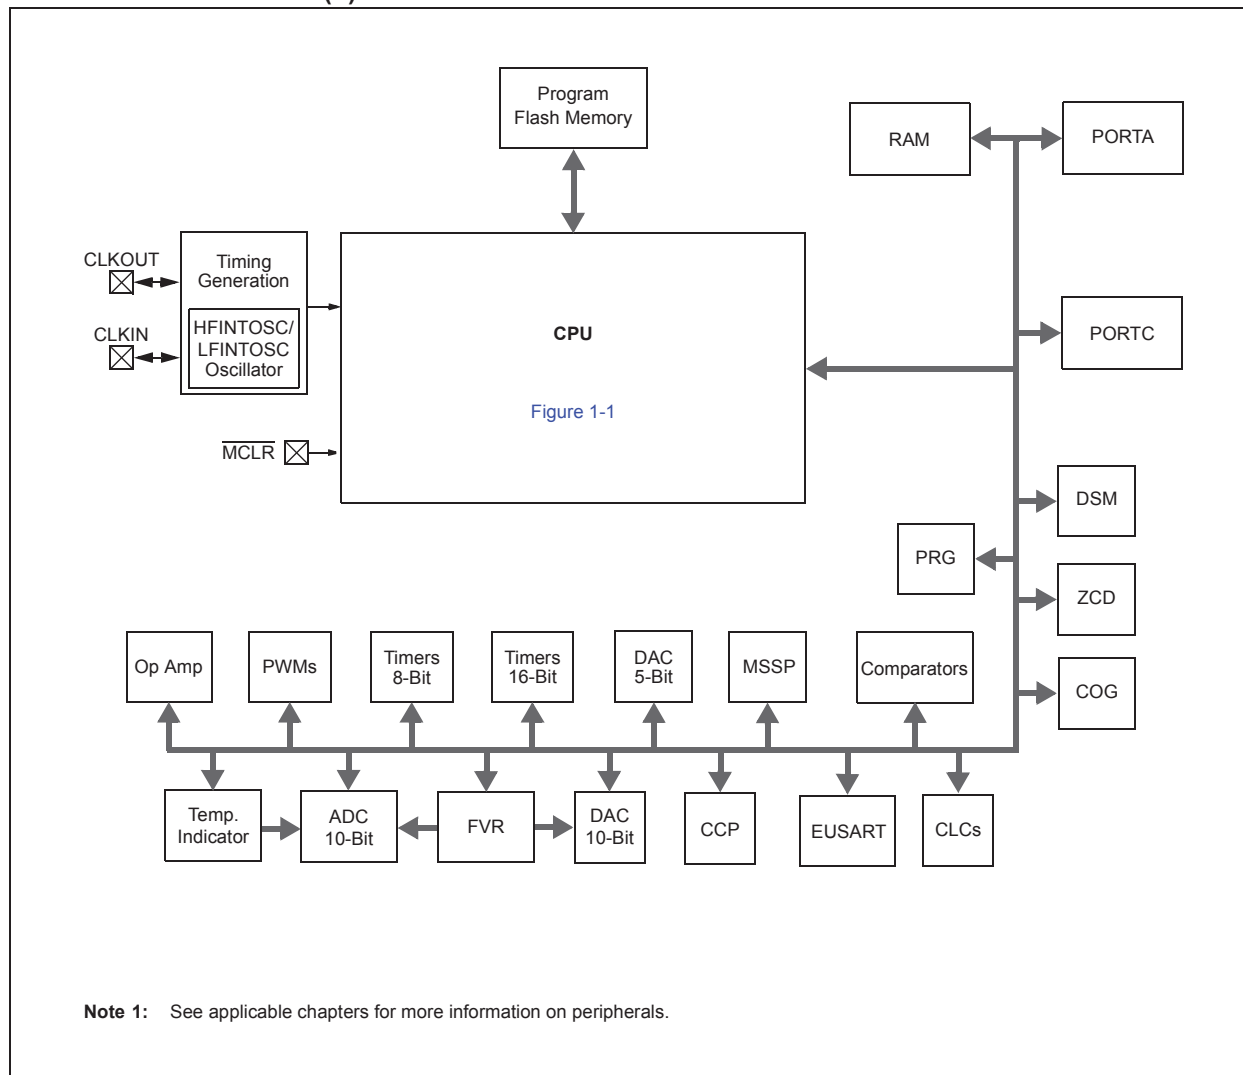 Program
Flash Memory
RAM
PORTA
CLKOUT
Timing
Generation
CLKIN
HFINTOSC/
LFINTOSC
Oscillator
CPU
PORTC
Figure 1-1
MCLR
DSM
PRG
ZCD
Op Amp
PWMs
Timers
8-Bit
Timers
16-Bit
DAC
5-Bit
MSSP
Comparators
COG
Temp.
Indicator
ADC
10-Bit
FVR
DAC
10-Bit
CCP
EUSART
CLCs
Note 1: See applicable chapters for more information on peripherals.